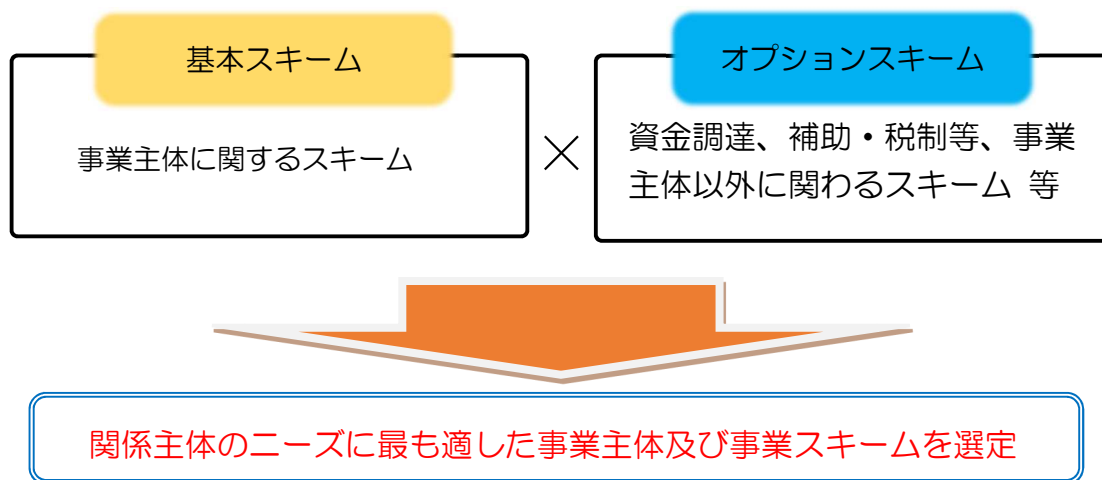 基本スキーム
事業主体に関するスキーム
×
オプションスキーム
資金調達、補助・税制等、事業
主体以外に関わるスキーム 等
関係主体のニーズに最も適した事業主体及び事業スキームを選定